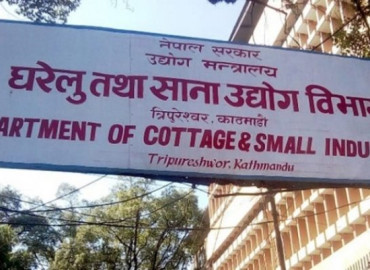 नेपाल सरकार
उद्योग मन्त्रालय
घरेलु तथा साना उद्योग विभा
त्रिपुरेश्वर, काठमाडौं
ARTMENT OF COTTAGE & SMALL INDU
Tripureshwor, Kathmandu